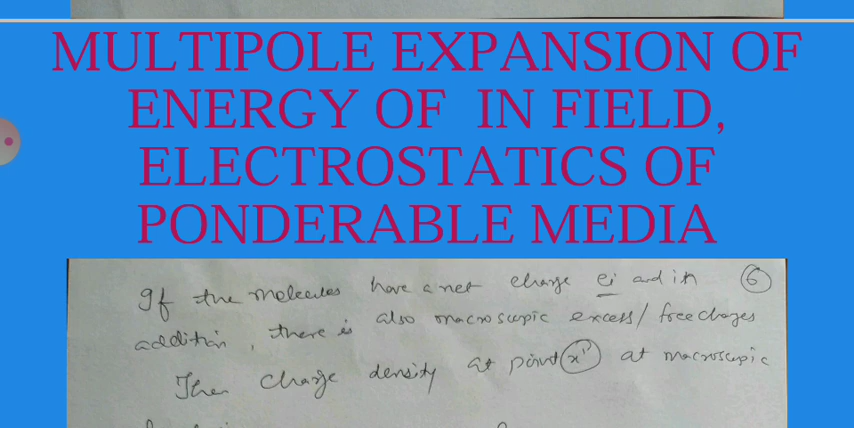 MULTIPOLE EXPANSION OF
ENERGY OF IN FIELD,
ELECTROSTATICS OF
PONDERABLE MEDIA
If the molecules have a net charge ei and in 6
addition, there is also macroscopic excess/free charges
Then charge density at point x' at macroscopic